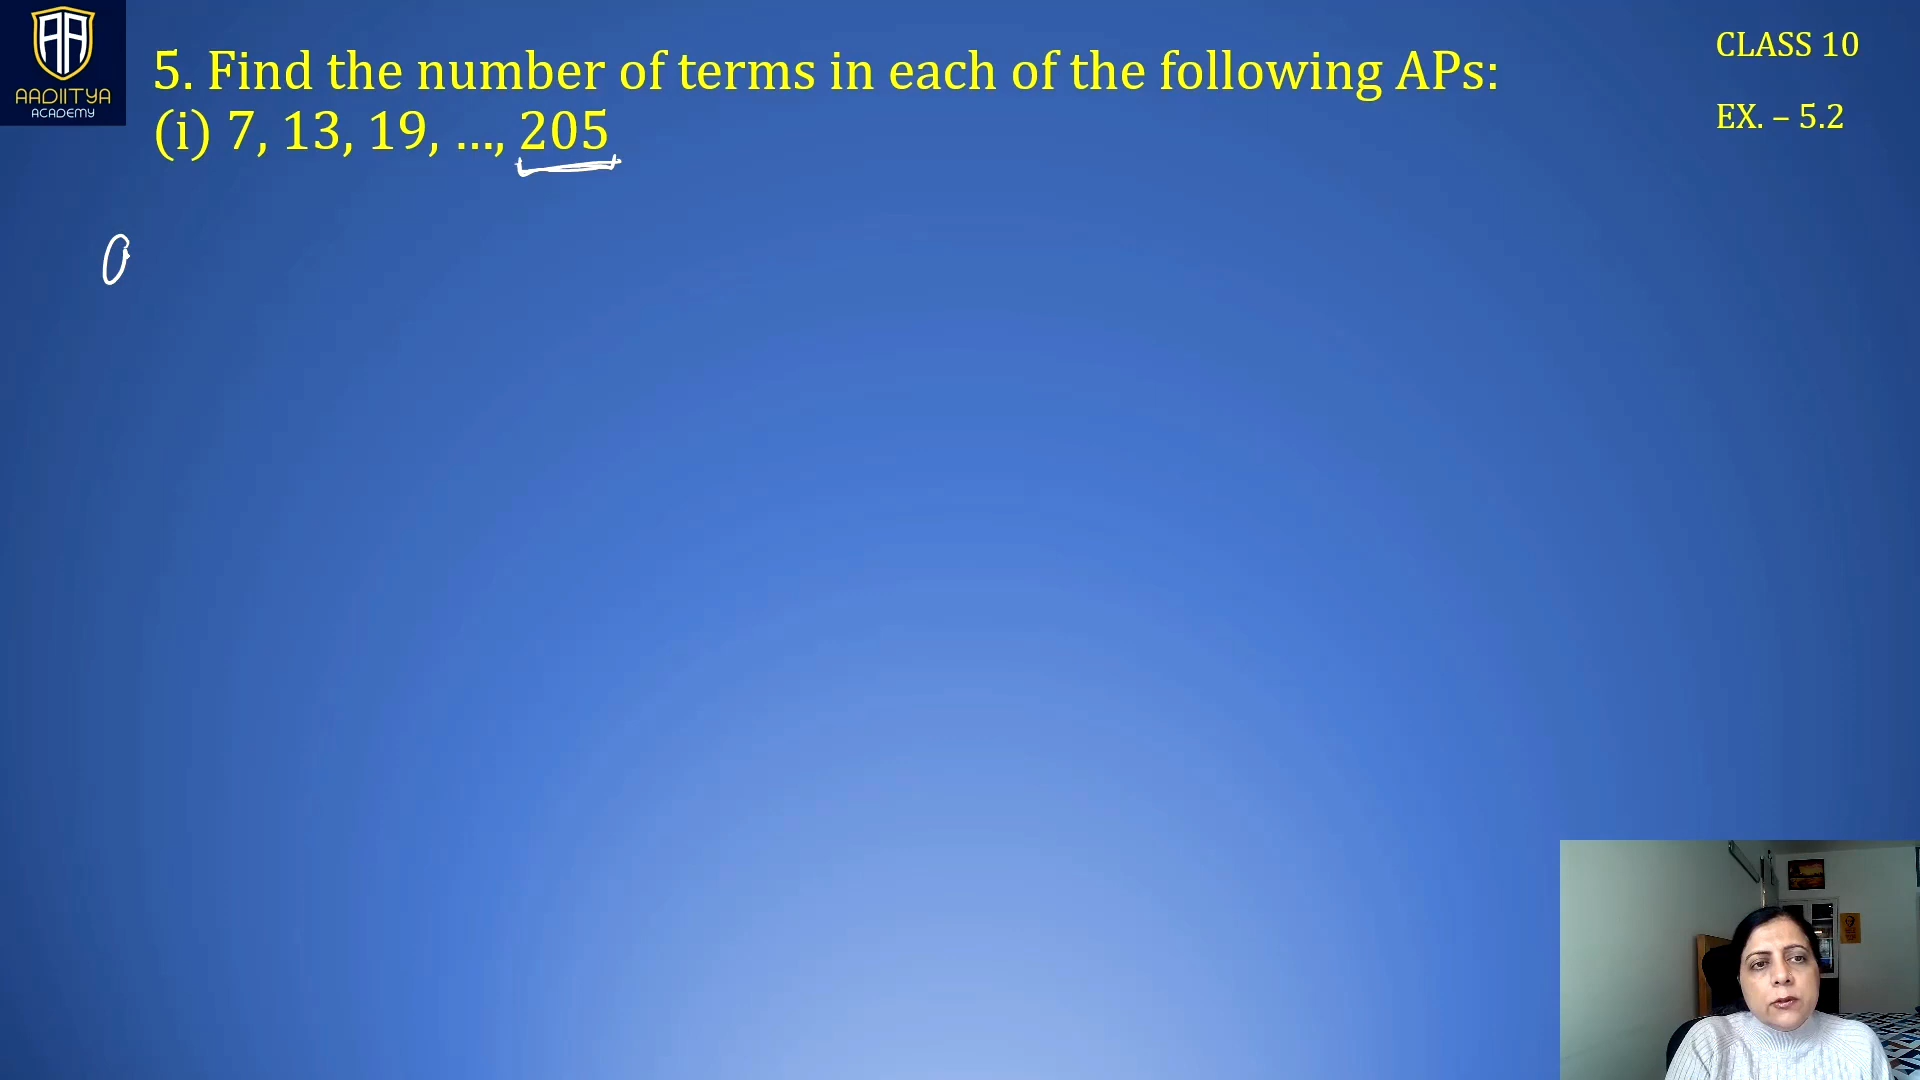 AADIITYA
ACADEMY
5. Find the number of terms in each of the following APs:
(i) 7, 13, 19, ..., 205
CLASS 10
EX. – 5.2